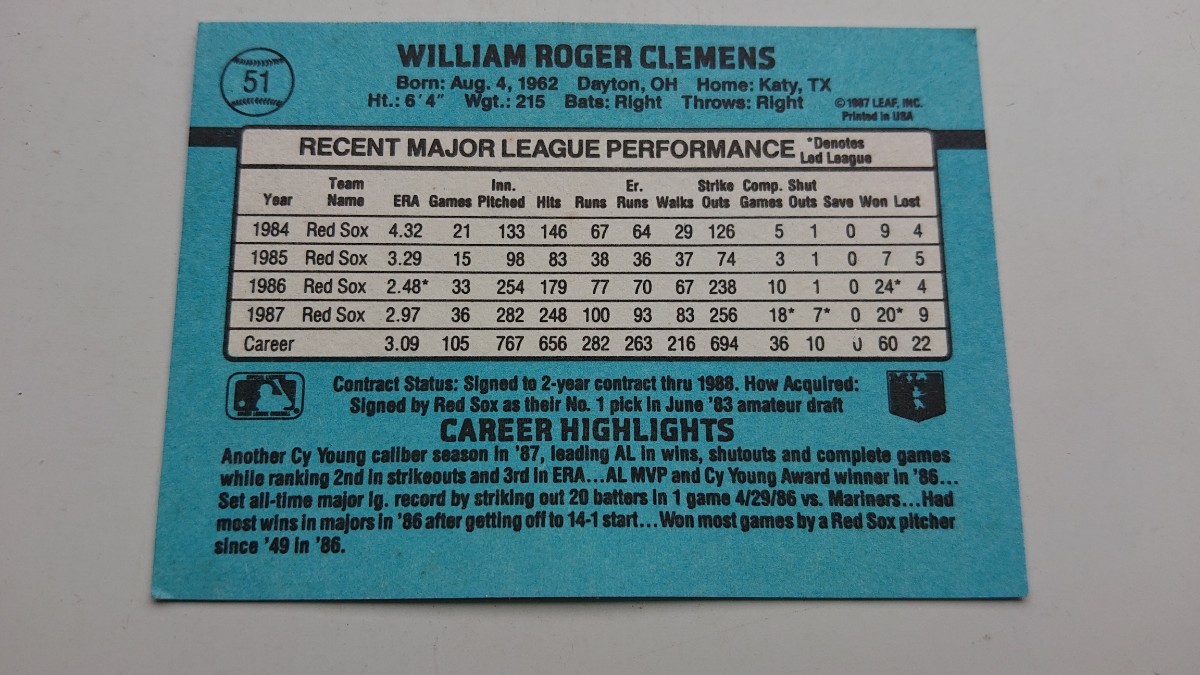 51
WILLIAM ROGER CLEMENS
Born: Aug. 4, 1962 Dayton, OH Home: Katy, TX
Ht.: 6'4" Wgt.: 215 Bats: Right Throws: Right
©1987 LEAF, INC.
Printed in USA
RECENT MAJOR LEAGUE PERFORMANCE *Denotes Led League
Year Team Name ERA Games Inn. Pitched Hits Runs Er. Runs Walks Strike Outs Comp. Games Shut Outs Save Won Lost
1984 Red Sox 4.32 21 133 146 67 64 29 126 5 1 0 9 4
1985 Red Sox 3.29 15 98 83 38 36 37 74 3 1 0 7 5
1986 Red Sox 2.48* 33 254 179 77 70 67 238 10 1 0 24* 4
1987 Red Sox 2.97 36 282 248 100 93 83 256 18* 7* 0 20* 9
Career 3.09 105 767 656 282 263 216 694 36 10 0 60 22
Contract Status: Signed to 2-year contract thru 1988. How Acquired:
Signed by Red Sox as their No. 1 pick in June '83 amateur draft
CAREER HIGHLIGHTS
Another Cy Young caliber season in '87, leading AL in wins, shutouts and complete games
while ranking 2nd in strikeouts and 3rd in ERA...AL MVP and Cy Young Award winner in '86...
Set all-time major lg. record by striking out 20 batters in 1 game 4/29/86 vs. Mariners...Had
most wins in majors in '86 after getting off to 14-1 start...Won most games by a Red Sox pitcher
since '49 in '86.